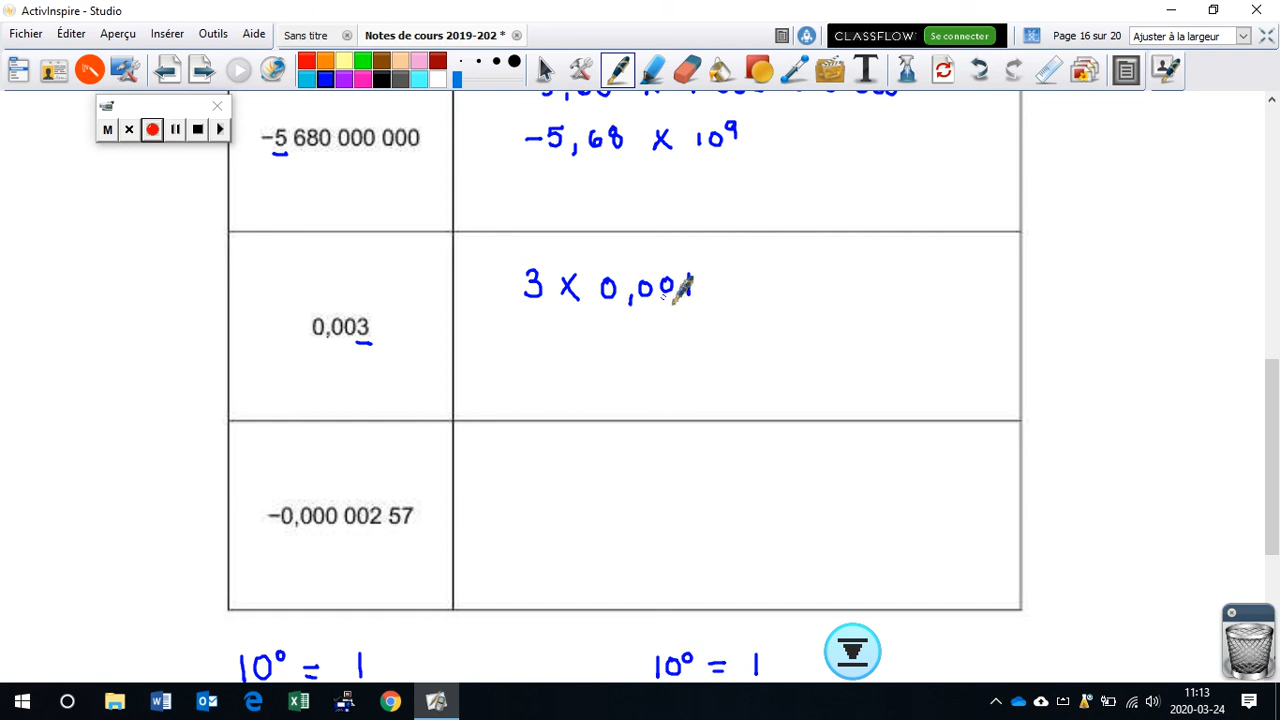 ActivInspire - Studio
Fichier Éditer Aperçu Insérer Outils Aide Sans titre Notes de cours 2019-202 * CLASSFLOW Se connecter Page 16 sur 20 Ajuster à la largeur
M
−5 680 000 000
-5,68 × 10⁹
3 × 0,001
0,003
−0,000 002 57
10⁰ = 1 10⁰ = 1
11:13
2020-03-24